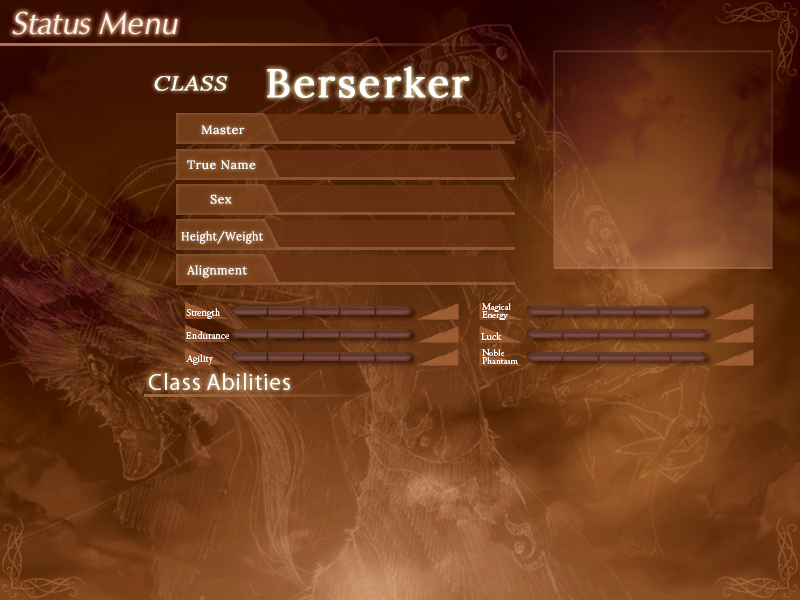 Status Menu
CLASS Berserker
Master
True Name
Sex
Height/Weight
Alignment
Strength
Endurance
Agility
Magical
Energy
Luck
Noble
Phantasm
Class Abilities